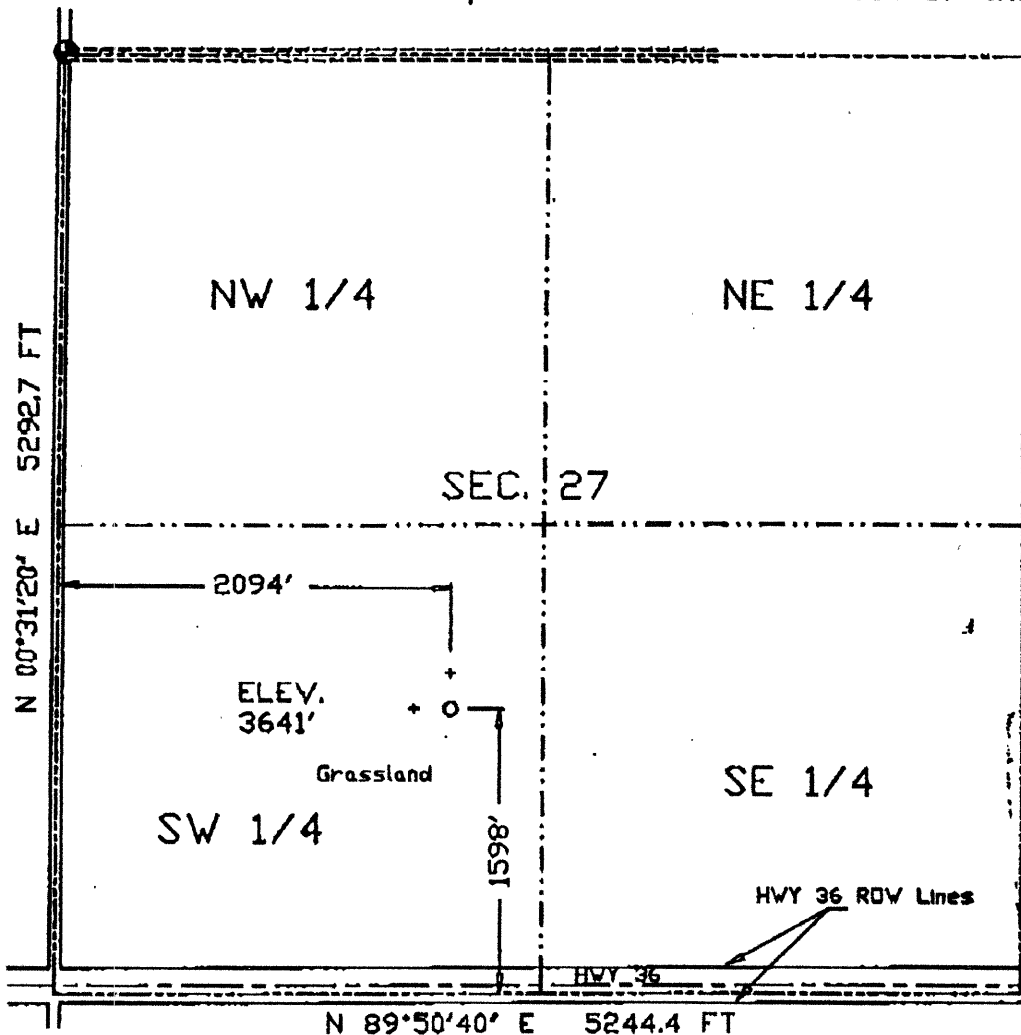 NW 1/4
NE 1/4
N 00°31'20" E 5292.7 FT
SEC. 27
2094'
ELEV.
3641'
Grassland
SW 1/4
SE 1/4
1598'
HWY 36 ROW Lines
HWY 36
N 89°50'40" E 5244.4 FT